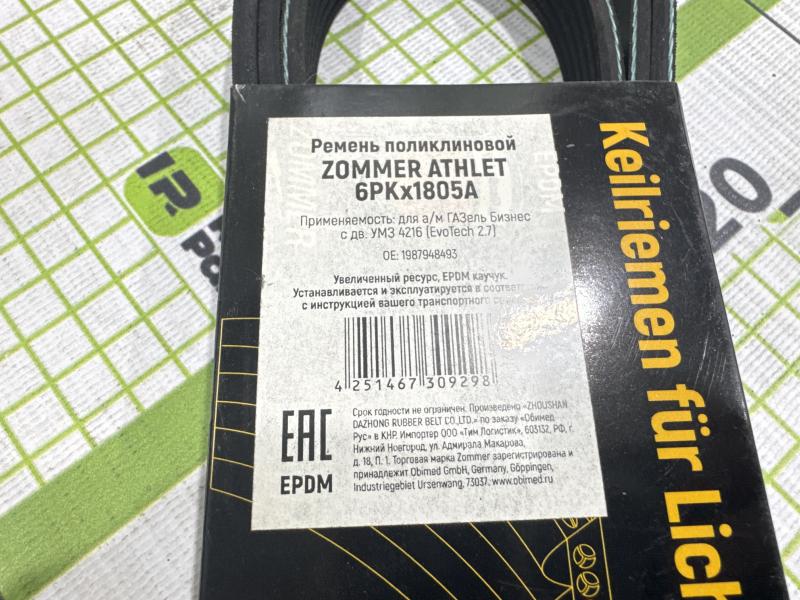 Ремень поликлиновой
ZOMMER ATHLET
6PKx1805A
Применяемость: для а/м ГАЗель Бизнес
с дв. УМЗ 4216 (EvoTech 2.7)
OE: 1987948493
Увеличенный ресурс, EPDM каучук.
Устанавливается и эксплуатируется в
с инструкцией вашего транспортного
4 251467 309298
EAC
EPDM
Срок годности не ограничен. Произведено «ZHOUSHAN
DAZHONG RUBBER BELT CO.,LTD.» по заказу «Обимед
Рус» в КНР. Импортер ООО «Тим Логистик», 603132, РФ, г.
Нижний Новгород, ул. Адмирала Макарова,
д. 18, П. 1. Торговая марка Zommer зарегистрирована и
принадлежит Obimed GmbH, Germany, Göppingen,
Industriegebiet Ursenwang, 73037. www.obimed.ru
Keilriemen für Lich
EPDM
ZOMMER
20